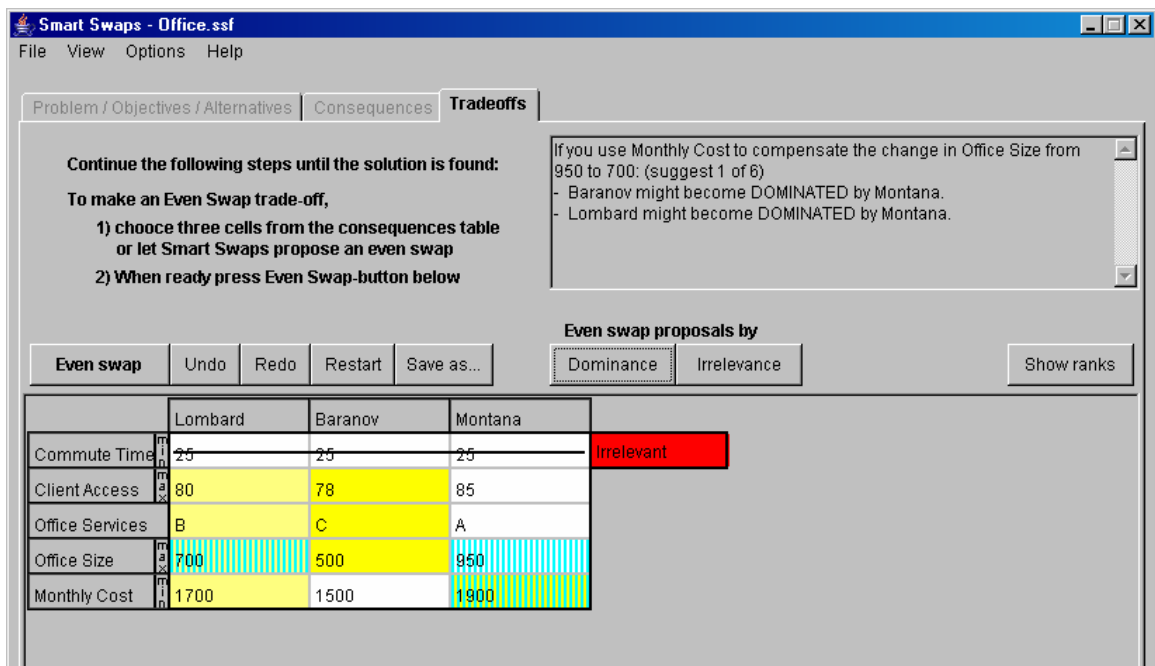 Smart Swaps - Office.ssf
File View Options Help
Problem / Objectives / Alternatives Consequences Tradeoffs
Continue the following steps until the solution is found:
To make an Even Swap trade-off,
1) chooce three cells from the consequences table
or let Smart Swaps propose an even swap
2) When ready press Even Swap-button below
If you use Monthly Cost to compensate the change in Office Size from
950 to 700: (suggest 1 of 6)
- Baranov might become DOMINATED by Montana.
- Lombard might become DOMINATED by Montana.
Even swap proposals by
Even swap Undo Redo Restart Save as... Dominance Irrelevance Show ranks
Lombard Baranov Montana
Commute Time min 25 25 25 Irrelevant
Client Access max 80 78 85
Office Services B C A
Office Size max 700 500 950
Monthly Cost min 1700 1500 1900